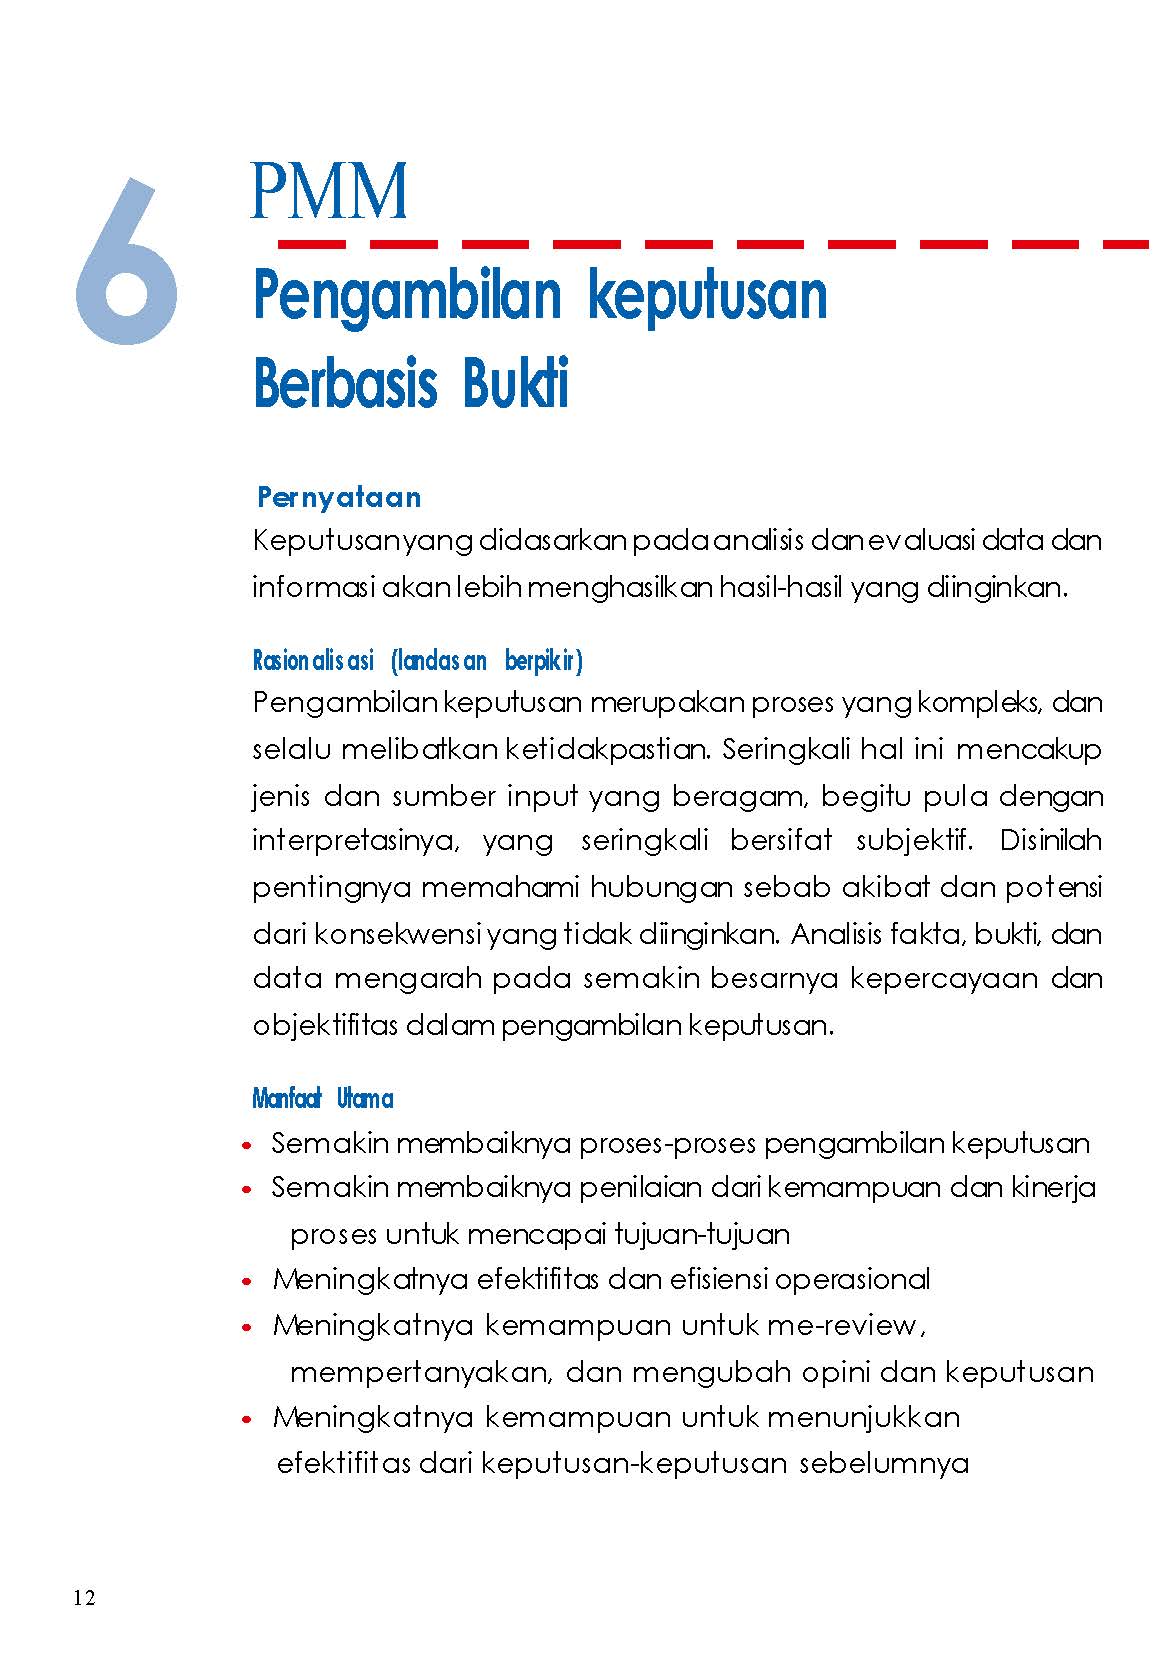 6
PMM
Pengambilan keputusan
Berbasis Bukti
Pernyataan
Keputusan yang didasarkan pada analisis dan evaluasi data dan
informasi akan lebih menghasilkan hasil-hasil yang diinginkan.
Rasionalisasi (landasan berpikir)
Pengambilan keputusan merupakan proses yang kompleks, dan
selalu melibatkan ketidakpastian. Seringkali hal ini mencakup
jenis dan sumber input yang beragam, begitu pula dengan
interpretasinya, yang seringkali bersifat subjektif. Disinilah
pentingnya memahami hubungan sebab akibat dan potensi
dari konsekwensi yang tidak diinginkan. Analisis fakta, bukti, dan
data mengarah pada semakin besarnya kepercayaan dan
objektifitas dalam pengambilan keputusan.
Manfaat Utama
• Semakin membaiknya proses-proses pengambilan keputusan
• Semakin membaiknya penilaian dari kemampuan dan kinerja
proses untuk mencapai tujuan-tujuan
• Meningkatnya efektifitas dan efisiensi operasional
• Meningkatnya kemampuan untuk me-review,
mempertanyakan, dan mengubah opini dan keputusan
• Meningkatnya kemampuan untuk menunjukkan
efektifitas dari keputusan-keputusan sebelumnya
12